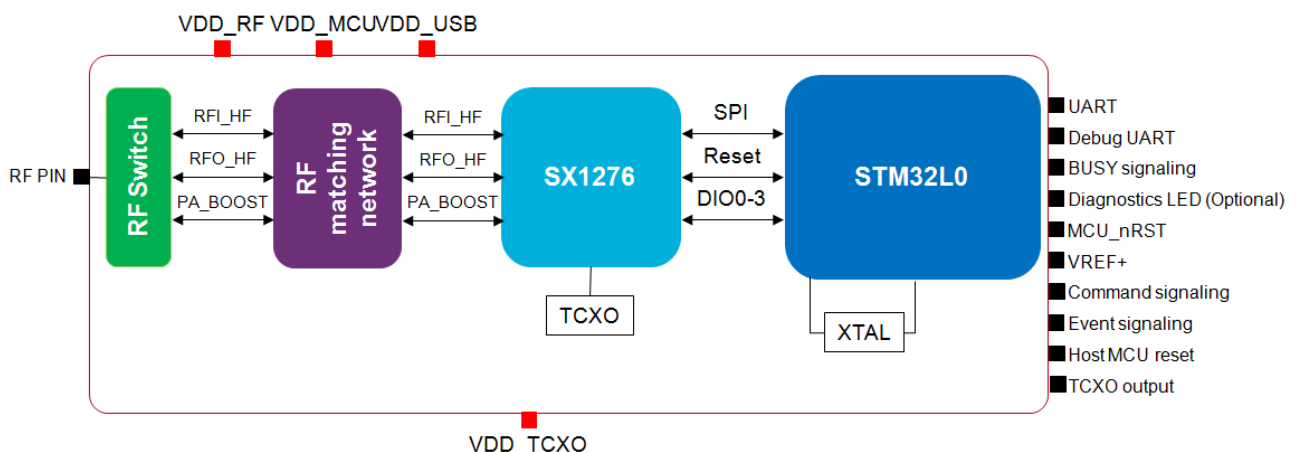 VDD_RF VDD_MCU VDD_USB
RF PIN
RF Switch
RFI_HF
RFO_HF
PA_BOOST
RF
matching
network
RFI_HF
RFO_HF
PA_BOOST
SX1276
TCXO
SPI
Reset
DIO0-3
STM32L0
XTAL
UART
Debug UART
BUSY signaling
Diagnostics LED (Optional)
MCU_nRST
VREF+
Command signaling
Event signaling
Host MCU reset
TCXO output
VDD_TCXO